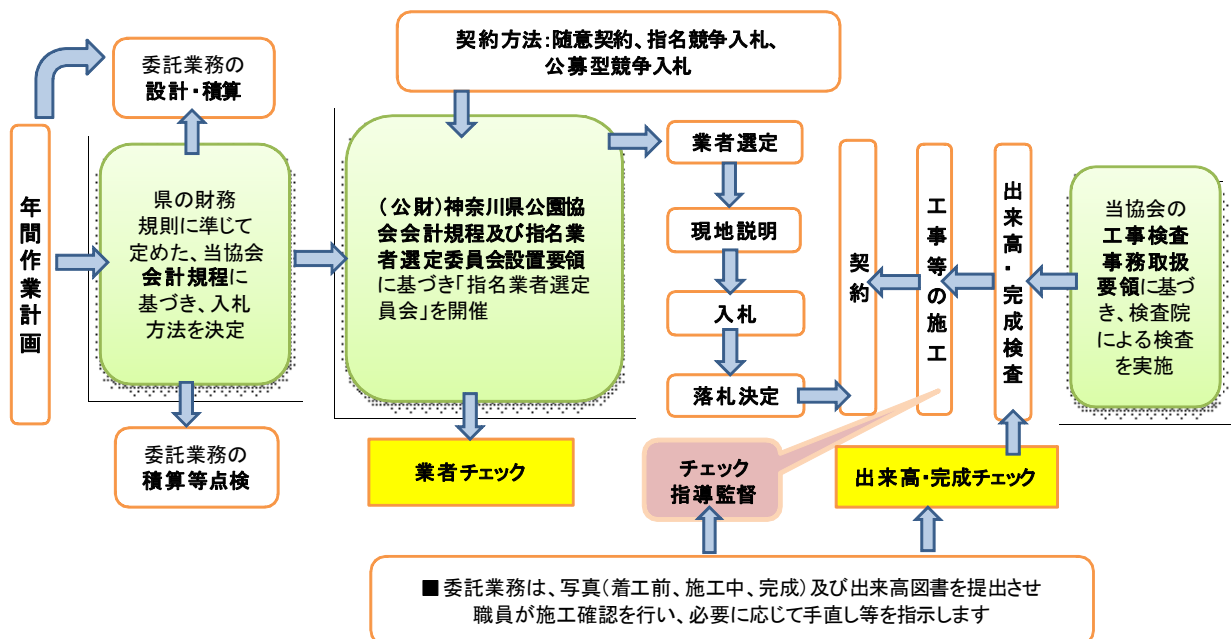 契約方法:随意契約、指名競争入札、
公募型競争入札
委託業務の
設計・積算
年間作業計画
県の財務
規則に準じて
定めた、当協会
会計規程に
基づき、入札
方法を決定
委託業務の
積算等点検
(公財)神奈川県公園協
会会計規程及び指名業
者選定委員会設置要領
に基づき「指名業者選定
員会」を開催
業者チェック
業者選定
現地説明
入札
落札決定
契約
工事等の施工
出来高・完成検査
当協会の
工事検査
事務取扱
要領に基づ
き、検査院
による検査
を実施
チェック
指導監督
出来高・完成チェック
■委託業務は、写真(着工前、施工中、完成)及び出来高図書を提出させ
職員が施工確認を行い、必要に応じて手直し等を指示します